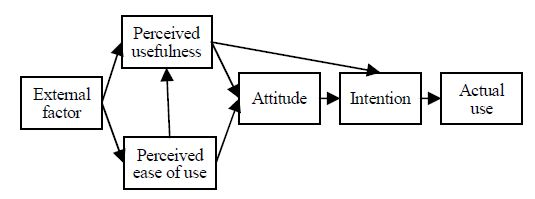 Perceived
usefulness
External
factor
Attitude
Intention
Actual
use
Perceived
ease of use